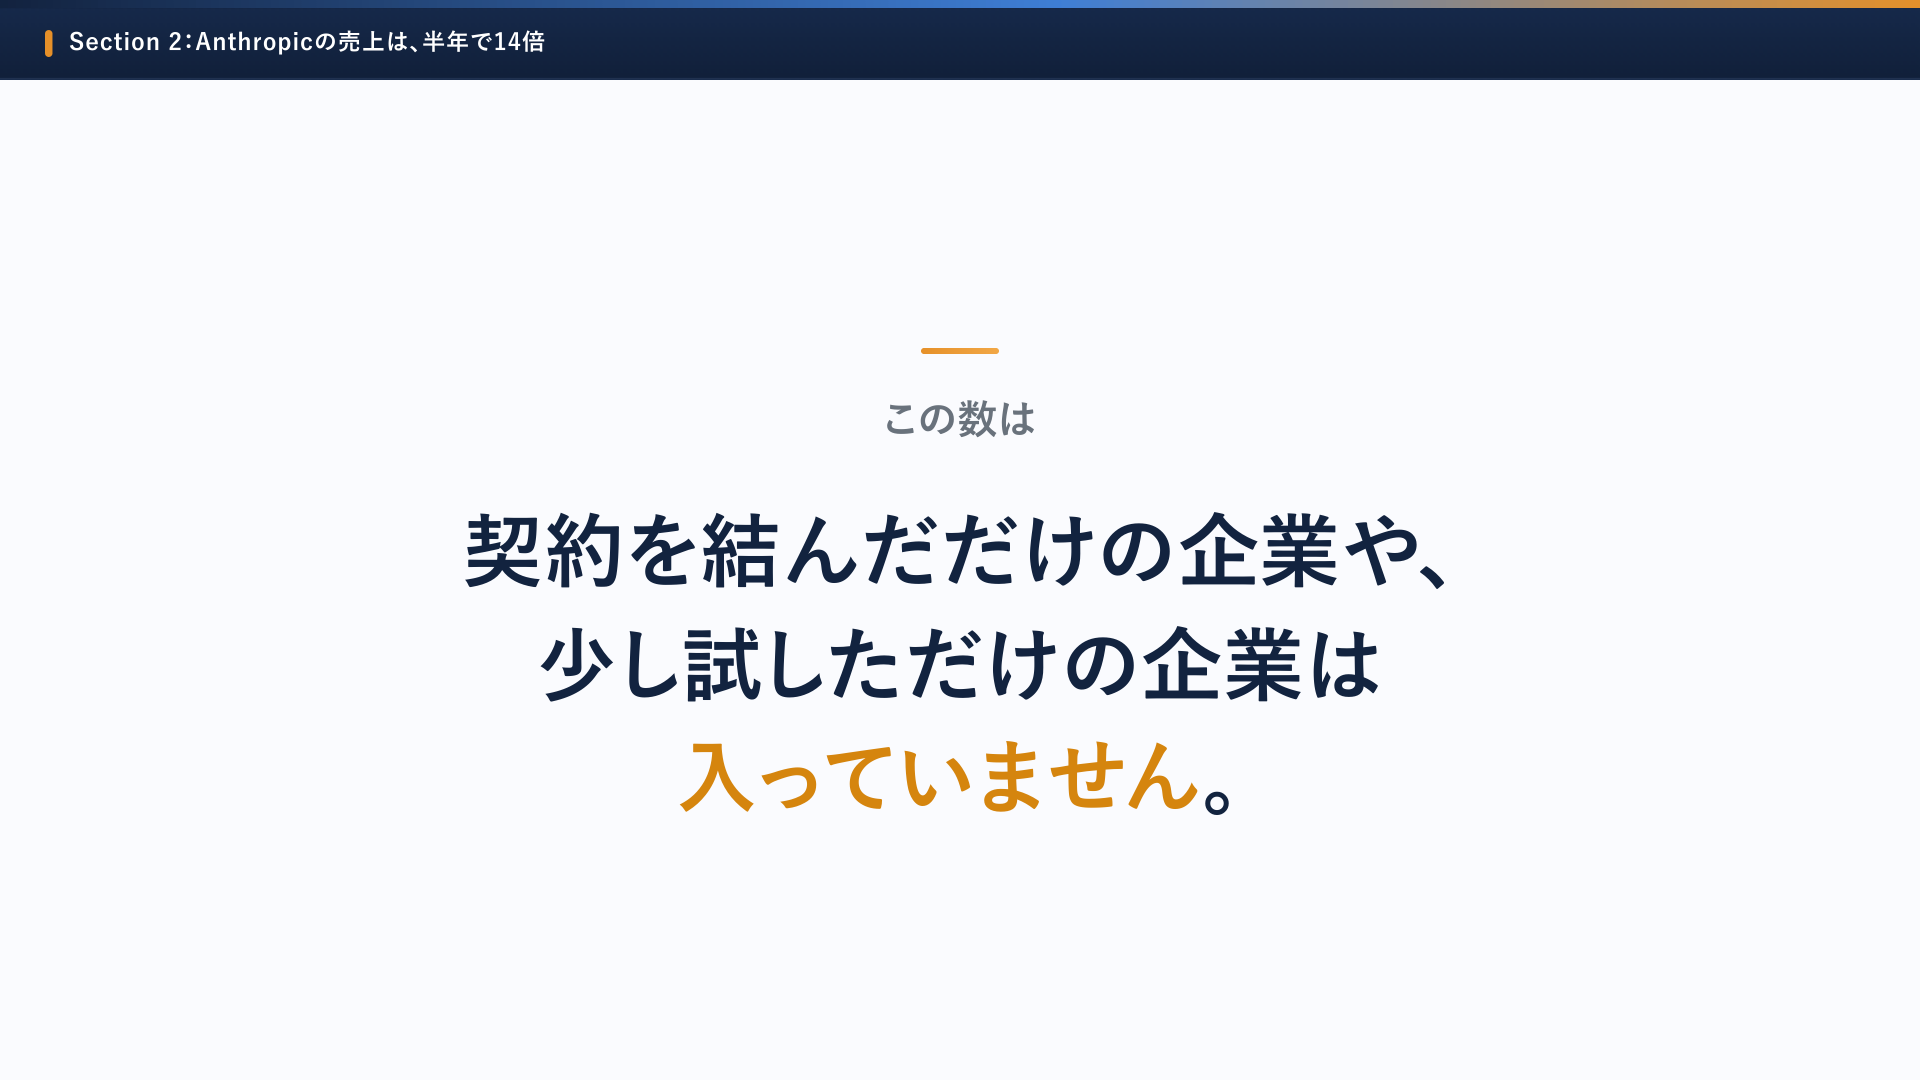 Section 2：Anthropicの売上は、半年で14倍
この数は
契約を結んだだけの企業や、
少し試しただけの企業は
入っていません。